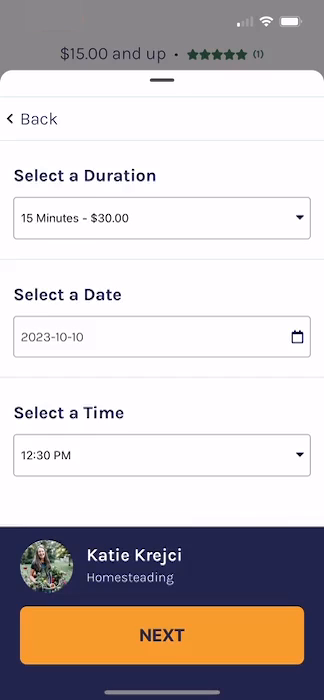 $15.00 and up • ★★★★★ (1)
Back
Select a Duration
15 Minutes - $30.00
Select a Date
2023-10-10
Select a Time
12:30 PM
Katie Krejci
Homesteading
NEXT